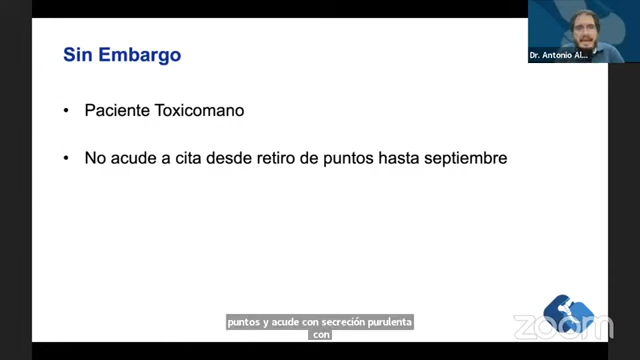 Sin Embargo
Dr. Antonio Al...
• Paciente Toxicomano
• No acude a cita desde retiro de puntos hasta septiembre
puntos y acude con secreción purulenta
con
zoom